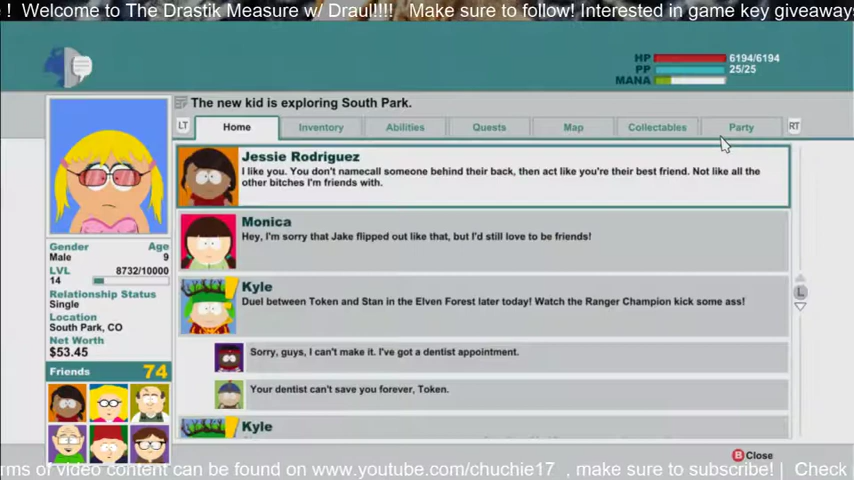 ! Welcome to The Drastik Measure w/ Draul!!!! Make sure to follow! Interested in game key giveaways
HP 6194/6194
PP 25/25
MANA
The new kid is exploring South Park.
LT Home Inventory Abilities Quests Map Collectables Party RT
Jessie Rodriguez
I like you. You don't namecall someone behind their back, then act like you're their best friend. Not like all the
other bitches I'm friends with.
Monica
Hey, I'm sorry that Jake flipped out like that, but I'd still love to be friends!
Gender Age
Male 9
LVL 8732/10000
14
Relationship Status
Single
Location
South Park, CO
Net Worth
$53.45
Friends 74
Kyle
Duel between Token and Stan in the Elven Forest later today! Watch the Ranger Champion kick some ass!
L
Sorry, guys, I can't make it. I've got a dentist appointment.
Your dentist can't save you forever, Token.
Kyle
B Close
rms of video content can be found on www.youtube.com/chuchie17 , make sure to subscribe! | Check